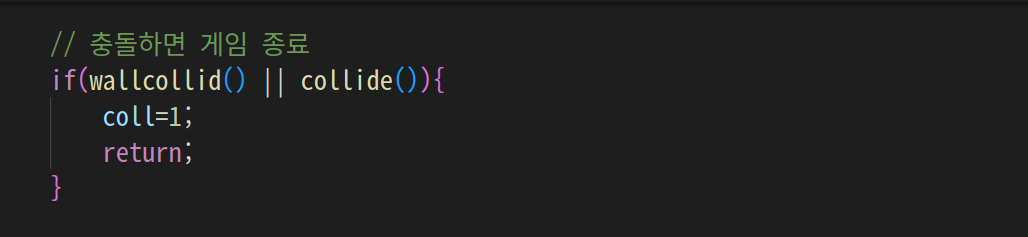 // 충돌하면 게임 종료
if(wallcollid() || collide()){
coll=1;
return;
}